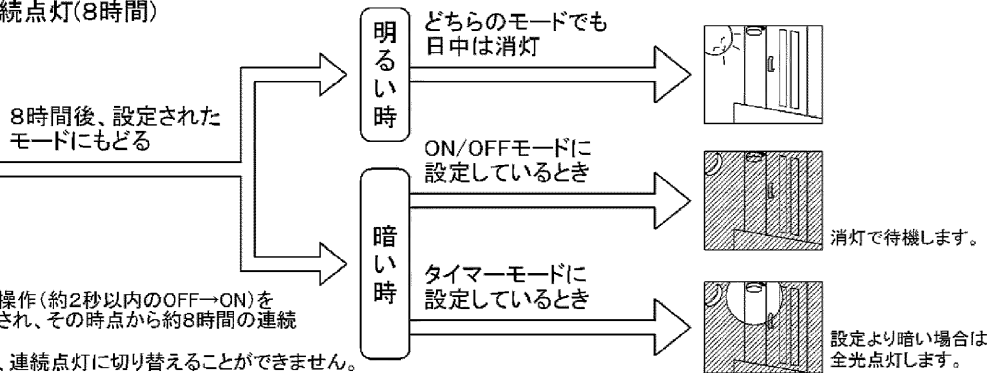 続点灯(8時間)
8時間後、設定された
モードにもどる
明るい時
どちらのモードでも
日中は消灯
暗い時
ON/OFFモードに
設定しているとき
消灯で待機します。
タイマーモードに
設定しているとき
設定より暗い場合は
全光点灯します。
操作(約2秒以内のOFF→ON)を
され、その時点から約8時間の連続
、連続点灯に切り替えることができません。